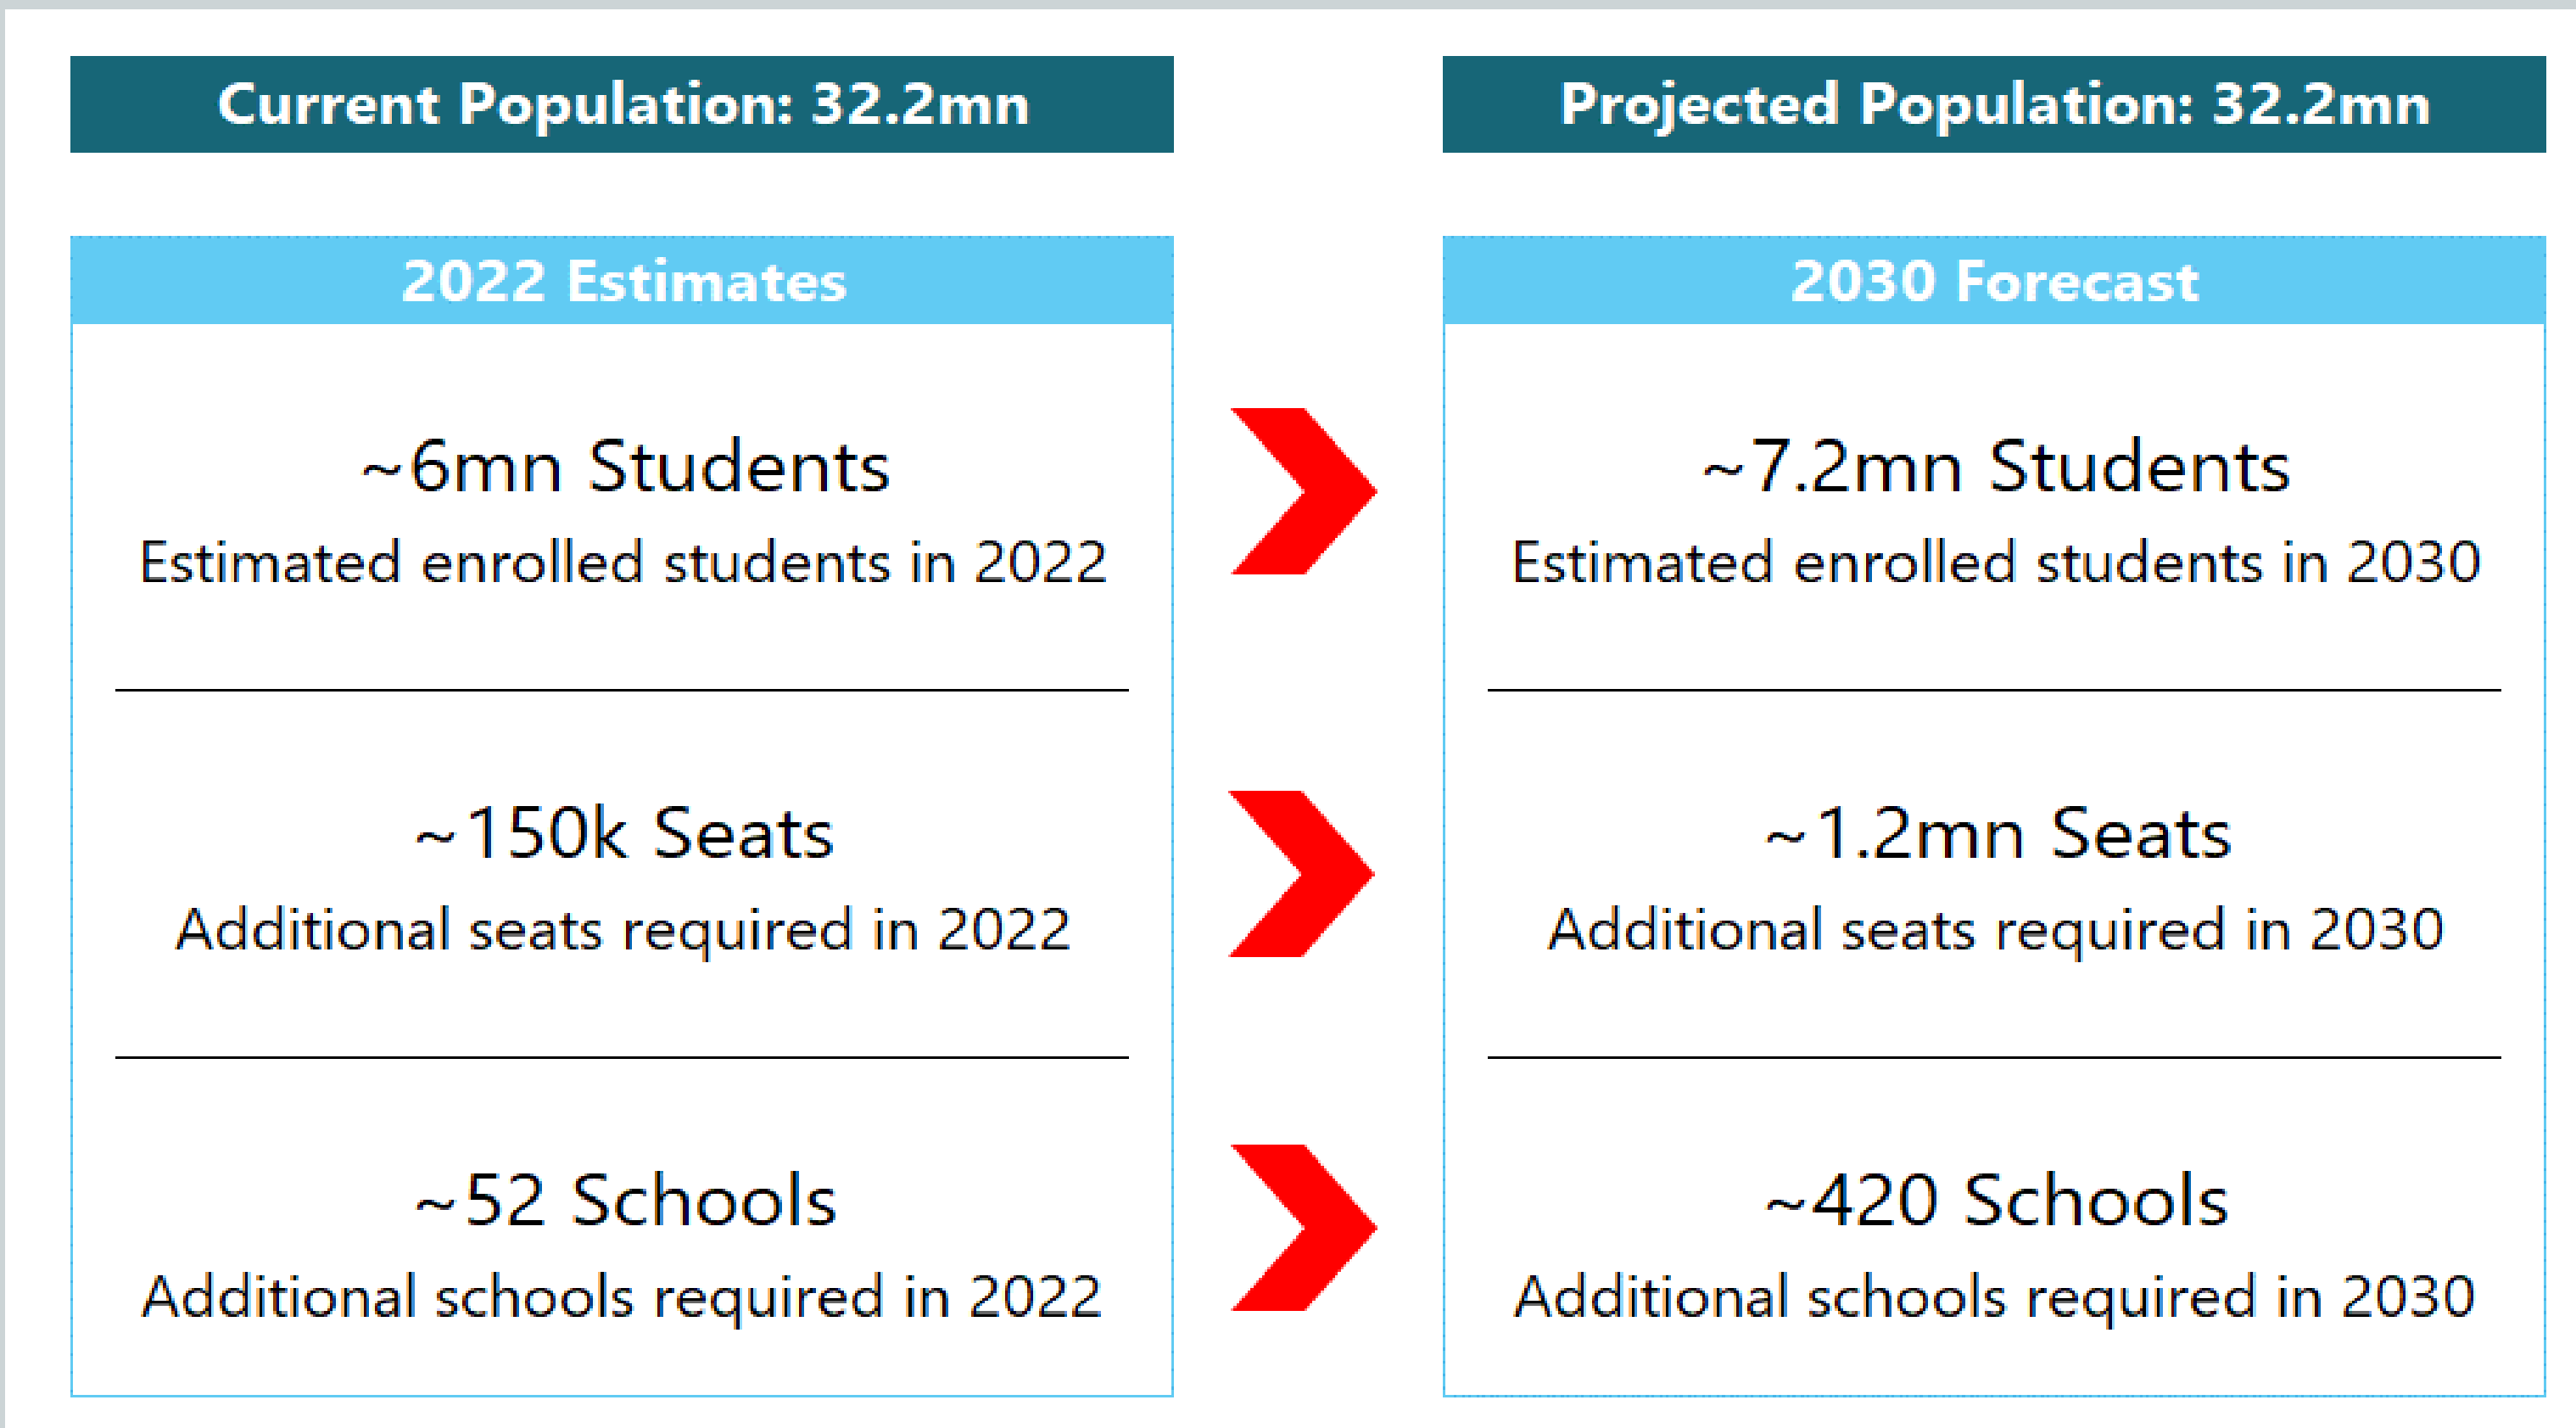 Current Population: 32.2mn
2022 Estimates
~6mn Students
Estimated enrolled students in 2022
~150k Seats
Additional seats required in 2022
~52 Schools
Additional schools required in 2022
Projected Population: 32.2mn
2030 Forecast
~7.2mn Students
Estimated enrolled students in 2030
~1.2mn Seats
Additional seats required in 2030
~420 Schools
Additional schools required in 2030